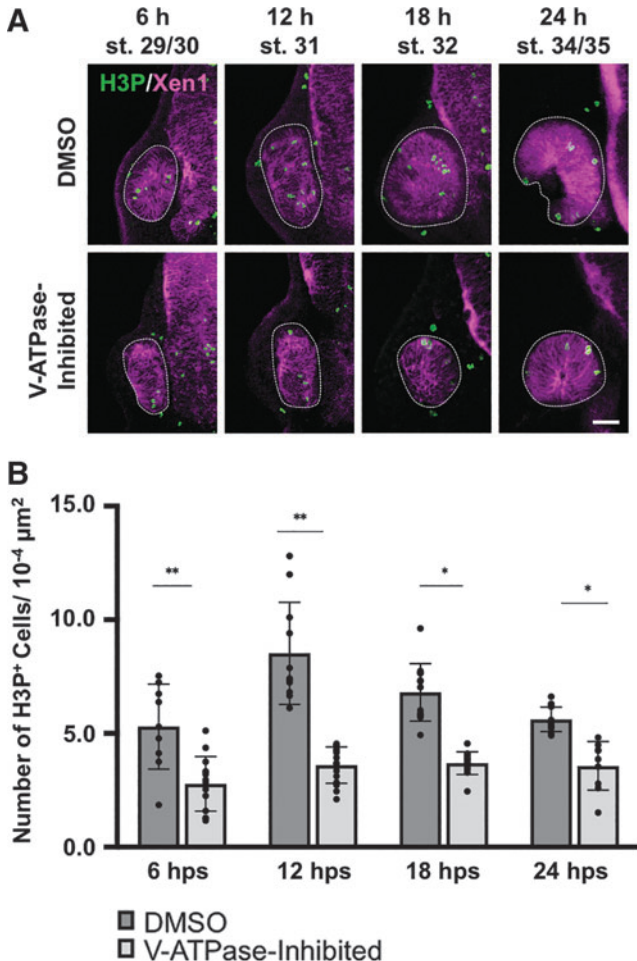 A
6 h
st. 29/30
12 h
st. 31
18 h
st. 32
24 h
st. 34/35
H3P/Xen1
DMSO
V-ATPase-
Inhibited
B
Number of H3P⁺ Cells/ 10⁻⁴ µm²
15.0
10.0
5.0
0.0
**
**
*
*
6 hps
12 hps
18 hps
24 hps
DMSO
V-ATPase-Inhibited